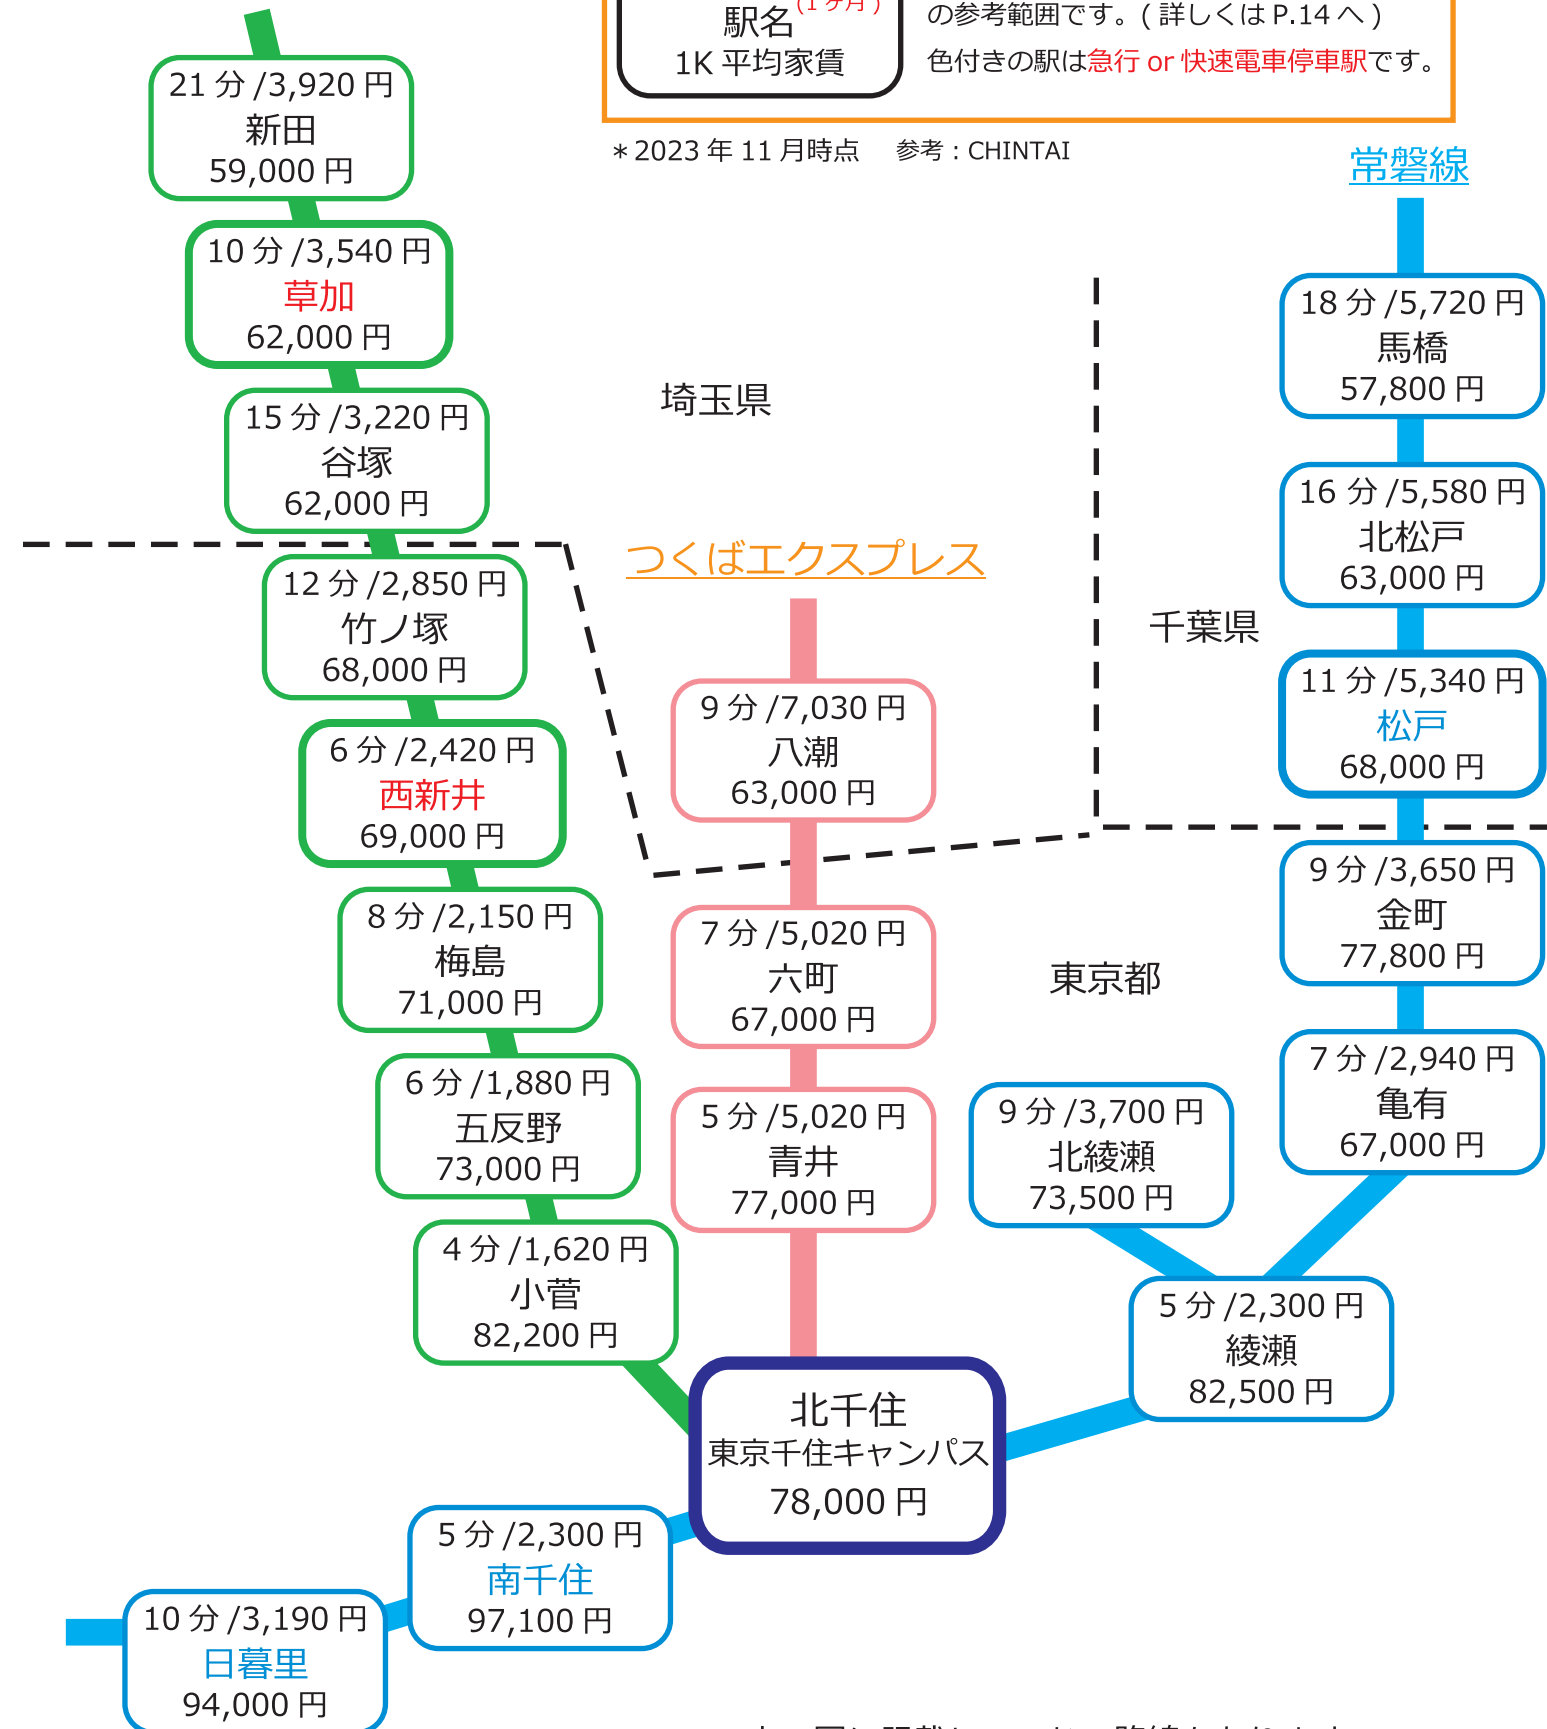 (1ヶ月)
駅名
1K 平均家賃
の参考範囲です。( 詳しくは P.14 へ )
色付きの駅は急行 or 快速電車停車駅です。
＊2023 年 11 月時点　参考 : CHINTAI
21 分 /3,920 円
新田
59,000 円
10 分 /3,540 円
草加
62,000 円
15 分 /3,220 円
谷塚
62,000 円
12 分 /2,850 円
竹ノ塚
68,000 円
6 分 /2,420 円
西新井
69,000 円
8 分 /2,150 円
梅島
71,000 円
6 分 /1,880 円
五反野
73,000 円
4 分 /1,620 円
小菅
82,200 円
埼玉県
つくばエクスプレス
9 分 /7,030 円
八潮
63,000 円
7 分 /5,020 円
六町
67,000 円
5 分 /5,020 円
青井
77,000 円
千葉県
東京都
常磐線
18 分 /5,720 円
馬橋
57,800 円
16 分 /5,580 円
北松戸
63,000 円
11 分 /5,340 円
松戸
68,000 円
9 分 /3,650 円
金町
77,800 円
7 分 /2,940 円
亀有
67,000 円
9 分 /3,700 円
北綾瀬
73,500 円
5 分 /2,300 円
綾瀬
82,500 円
北千住
東京千住キャンパス
78,000 円
5 分 /2,300 円
南千住
97,100 円
10 分 /3,190 円
日暮里
94,000 円